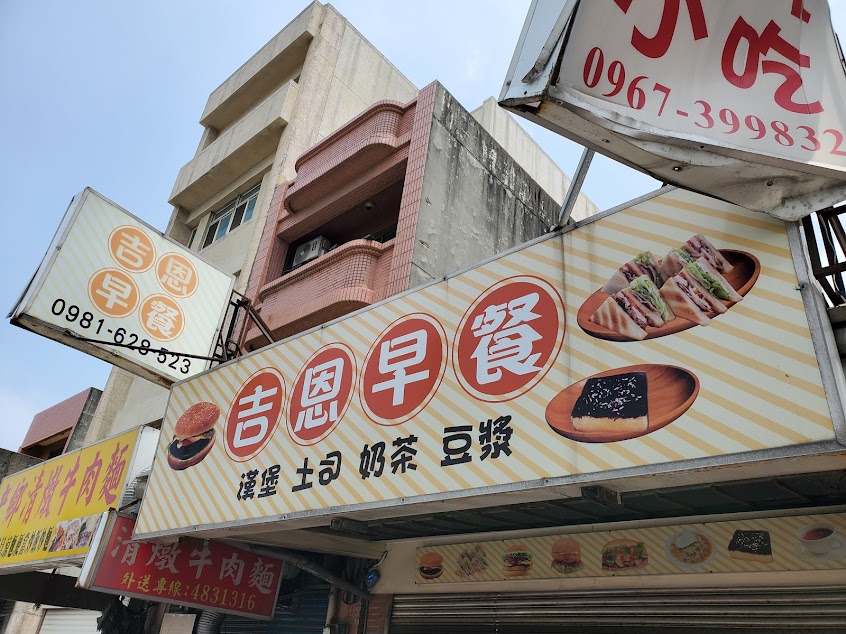 小吃
0967-399832
吉恩
早餐
0981-628-523
吉恩早餐
漢堡 土司 奶茶 豆漿
清燉牛肉麵
清燉牛肉麵
外送專線:4831316